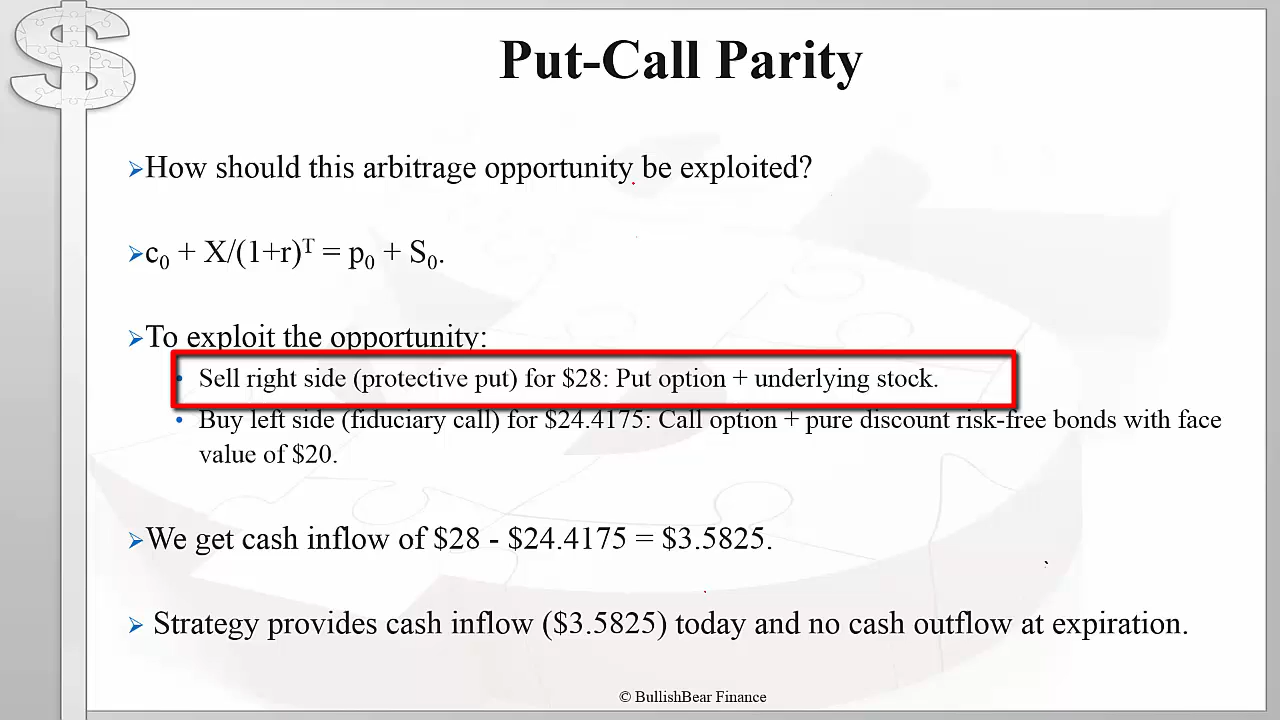 Put-Call Parity
➢How should this arbitrage opportunity be exploited?
➢c₀ + X/(1+r)ᵀ = p₀ + S₀.
➢To exploit the opportunity:
• Sell right side (protective put) for $28: Put option + underlying stock.
• Buy left side (fiduciary call) for $24.4175: Call option + pure discount risk-free bonds with face
value of $20.
➢We get cash inflow of $28 - $24.4175 = $3.5825.
➢ Strategy provides cash inflow ($3.5825) today and no cash outflow at expiration.
© BullishBear Finance